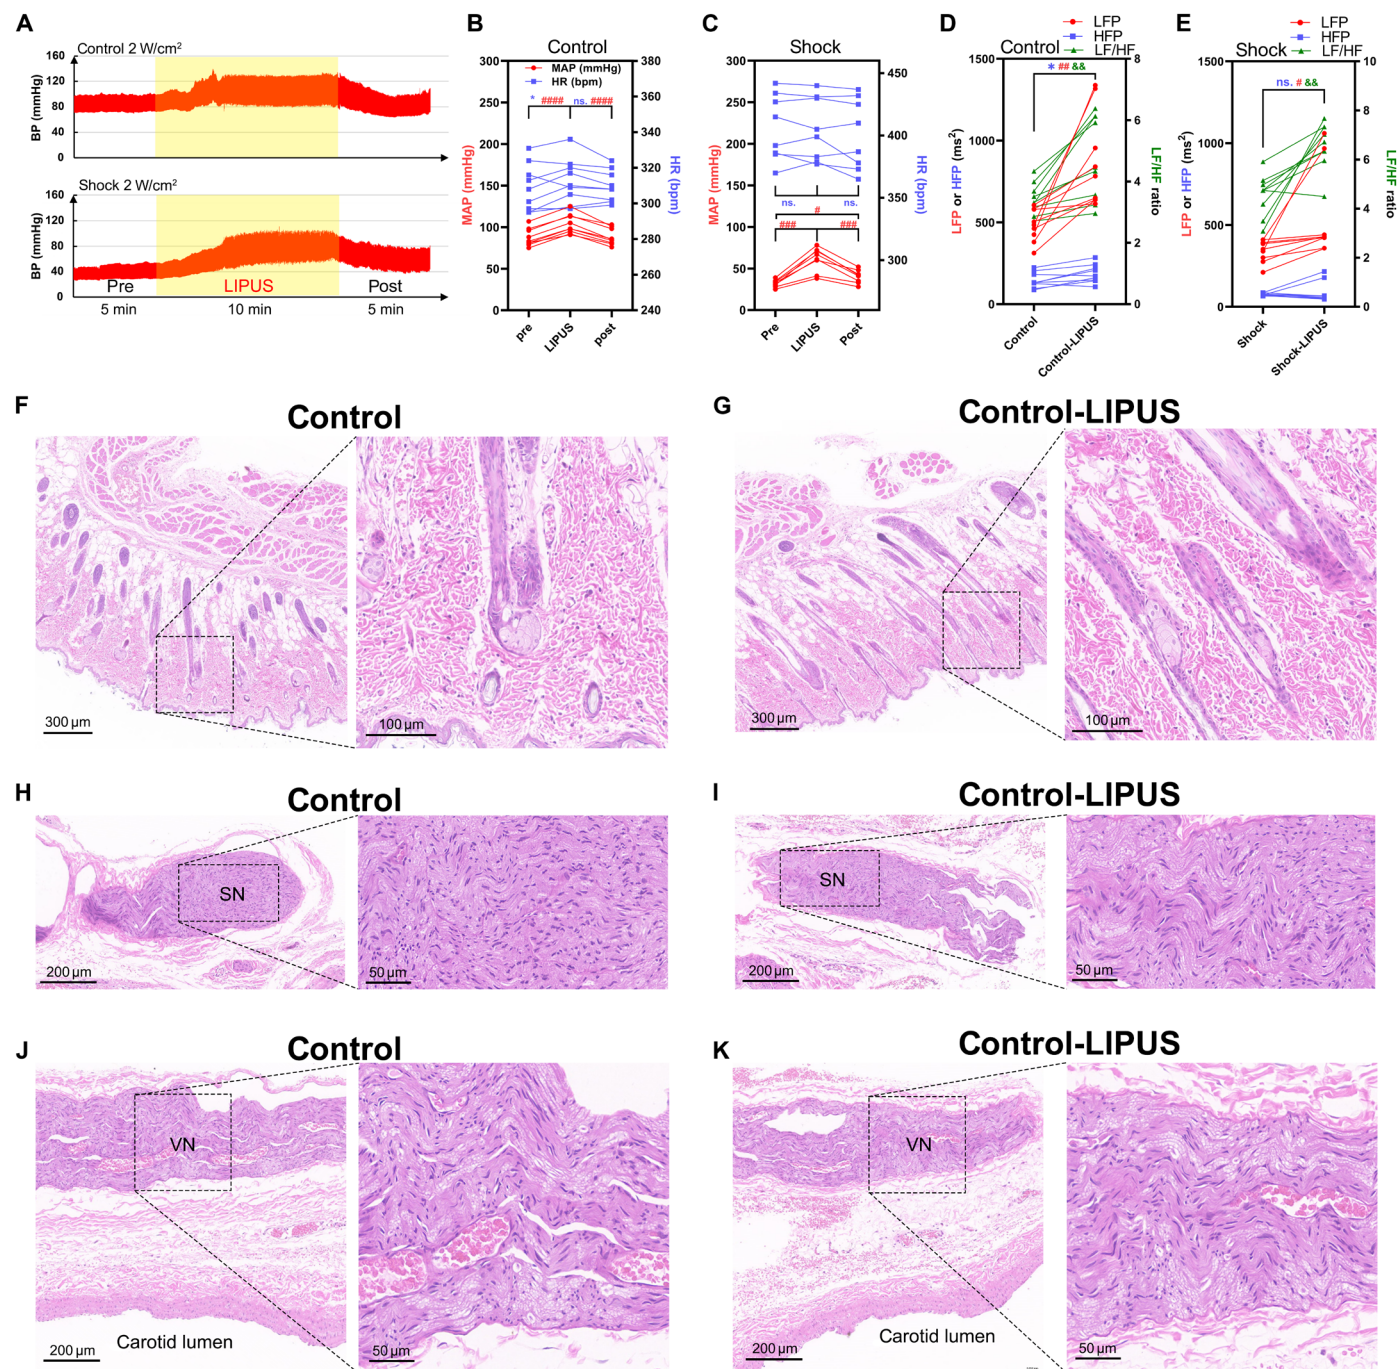 A
Control 2 W/cm²
160
120
80
40
0
BP (mmHg)
Shock 2 W/cm²
160
120
80
40
0
BP (mmHg)
Pre
LIPUS
Post
5 min
10 min
5 min
B
Control
MAP (mmHg)
HR (bpm)
* #### ns. ####
300
250
200
150
100
50
0
MAP (mmHg)
380
360
340
320
300
280
260
240
HR (bpm)
pre
LIPUS
post
C
Shock
300
250
200
150
100
50
0
MAP (mmHg)
450
400
350
300
HR (bpm)
ns. ns.
#
### ###
Pre
LIPUS
Post
D
LFP
HFP
LF/HF
Control
* ## &&
1500
1000
500
0
LFP or HFP (ms²)
8
6
4
2
0
LF/HF ratio
Control
Control-LIPUS
E
LFP
HFP
LF/HF
Shock
ns. # &&
1500
1000
500
0
LFP or HFP (ms²)
10
8
6
4
2
0
LF/HF ratio
Shock
Shock-LIPUS
F
Control
300 µm
100 µm
G
Control-LIPUS
300 µm
100 µm
H
Control
SN
200 µm
50 µm
I
Control-LIPUS
SN
200 µm
50 µm
J
Control
VN
Carotid lumen
200 µm
50 µm
K
Control-LIPUS
VN
Carotid lumen
200 µm
50 µm